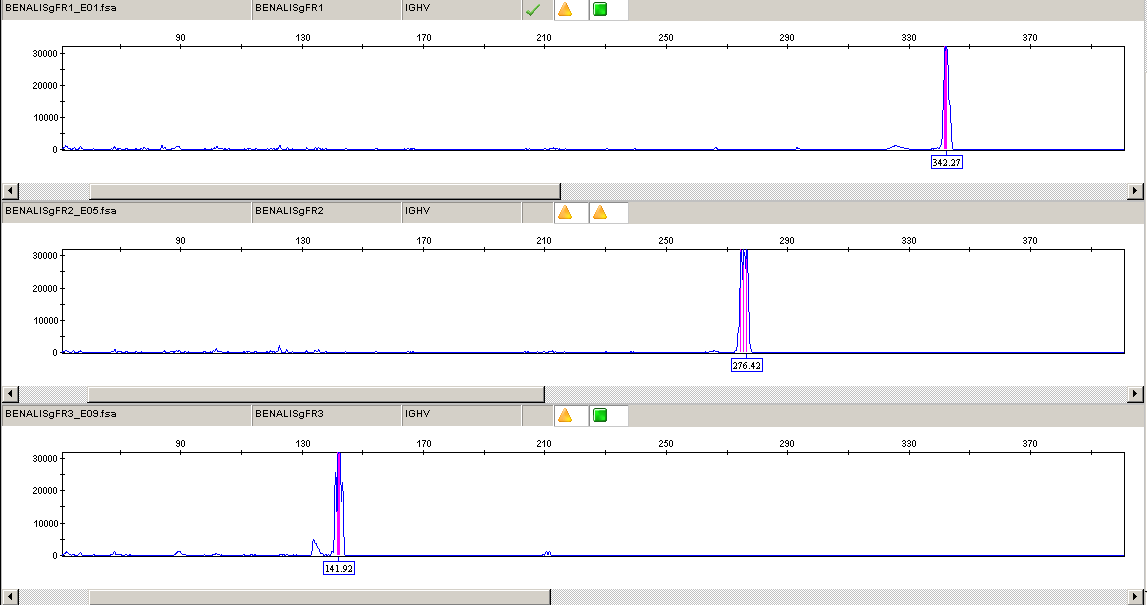 BENALISgFR1_E01.fsa BENALISgFR1 IGHV
90 130 170 210 250 290 330 370
30000
20000
10000
0
342.27
BENALISgFR2_E05.fsa BENALISgFR2 IGHV
90 130 170 210 250 290 330 370
30000
20000
10000
0
276.42
BENALISgFR3_E09.fsa BENALISgFR3 IGHV
90 130 170 210 250 290 330 370
30000
20000
10000
0
141.92